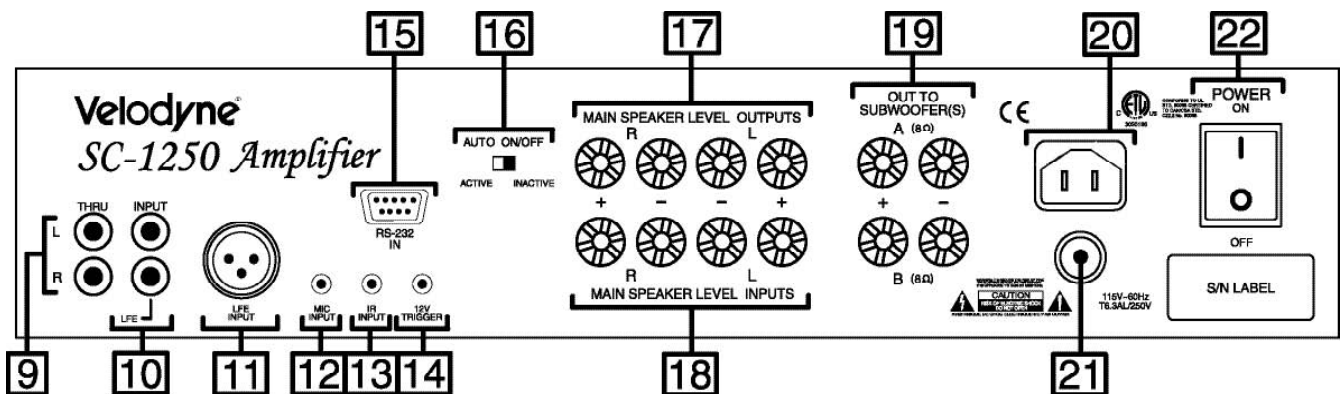 15
16
17
19
20
22
Velodyne®
SC-1250 Amplifier
AUTO ON/OFF
ACTIVE INACTIVE
MAIN SPEAKER LEVEL OUTPUTS
R L
+ − − +
R L
MAIN SPEAKER LEVEL INPUTS
OUT TO
SUBWOOFER(S)
A (8Ω)
+ −
B (8Ω)
CE
C ETL US
POWER
ON
OFF
THRU INPUT
L
R
LFE
RS-232
IN
LFE
INPUT
MIC
INPUT
IR
INPUT
12V
TRIGGER
CAUTION
115V~60Hz
T6.3AL/250V
S/N LABEL
9
10
11
12
13
14
18
21